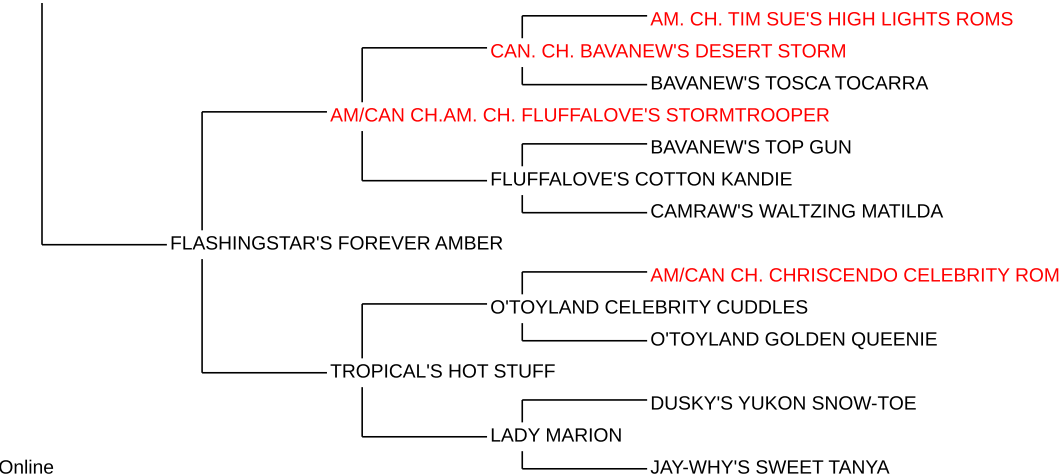 AM. CH. TIM SUE'S HIGH LIGHTS ROMS
CAN. CH. BAVANEW'S DESERT STORM
BAVANEW'S TOSCA TOCARRA
AM/CAN CH.AM. CH. FLUFFALOVE'S STORMTROOPER
BAVANEW'S TOP GUN
FLUFFALOVE'S COTTON KANDIE
CAMRAW'S WALTZING MATILDA
FLASHINGSTAR'S FOREVER AMBER
AM/CAN CH. CHRISCENDO CELEBRITY ROM
O'TOYLAND CELEBRITY CUDDLES
O'TOYLAND GOLDEN QUEENIE
TROPICAL'S HOT STUFF
DUSKY'S YUKON SNOW-TOE
LADY MARION
JAY-WHY'S SWEET TANYA
Online